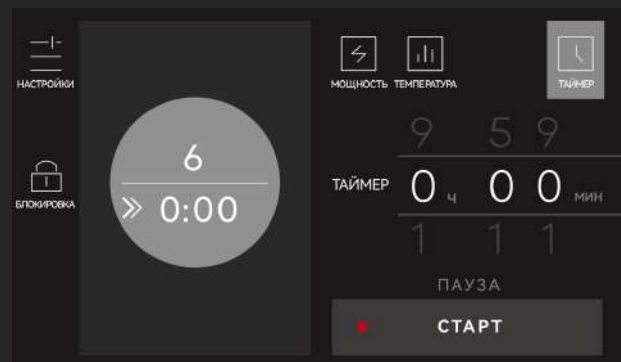 НАСТРОЙКИ
БЛОКИРОВКА
6
0:00
МОЩНОСТЬ ТЕМПЕРАТУРА
ТАЙМЕР
9 5 9
ТАЙМЕР 0 ч 0 0 мин
1 1 1
ПАУЗА
СТАРТ